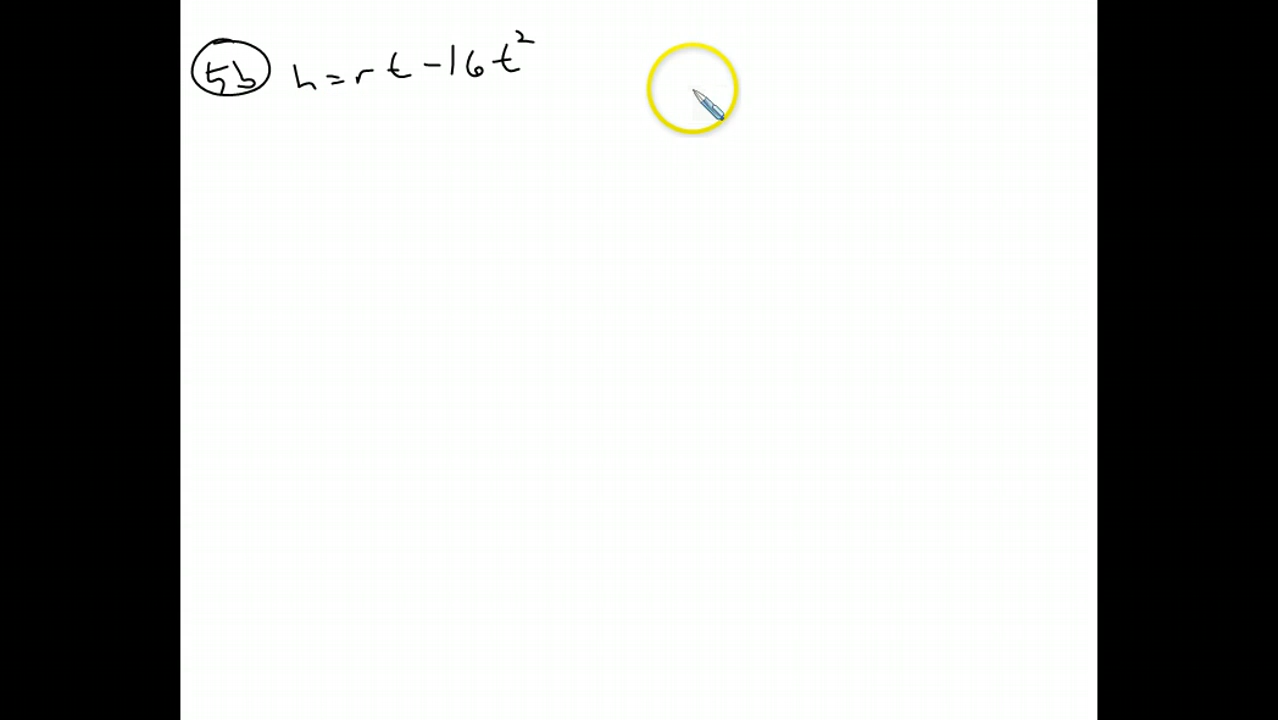 5b h = rt - 16t²